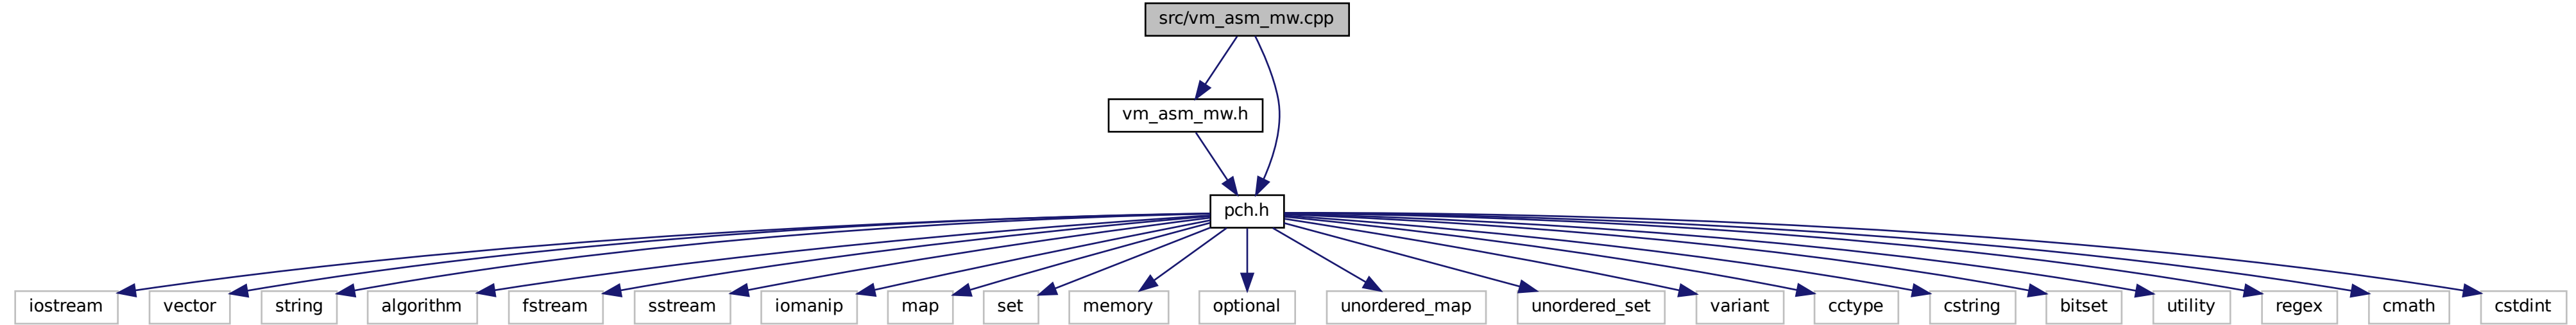 src/vm_asm_mw.cpp
vm_asm_mw.h
pch.h
iostream
vector
string
algorithm
fstream
sstream
iomanip
map
set
memory
optional
unordered_map
unordered_set
variant
cctype
cstring
bitset
utility
regex
cmath
cstdint